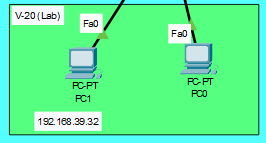 V-20 (Lab)
Fa0
Fa0
PC-PT
PC1
PC-PT
PC0
192.168.39.32